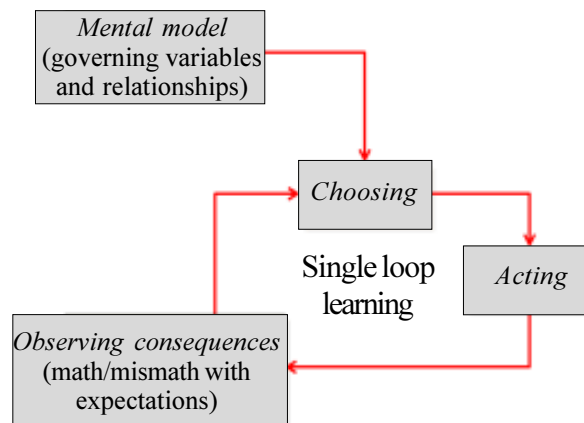 Mental model
(governing variables
and relationships)
Choosing
Single loop
learning
Acting
Observing consequences
(math/mismath with
expectations)